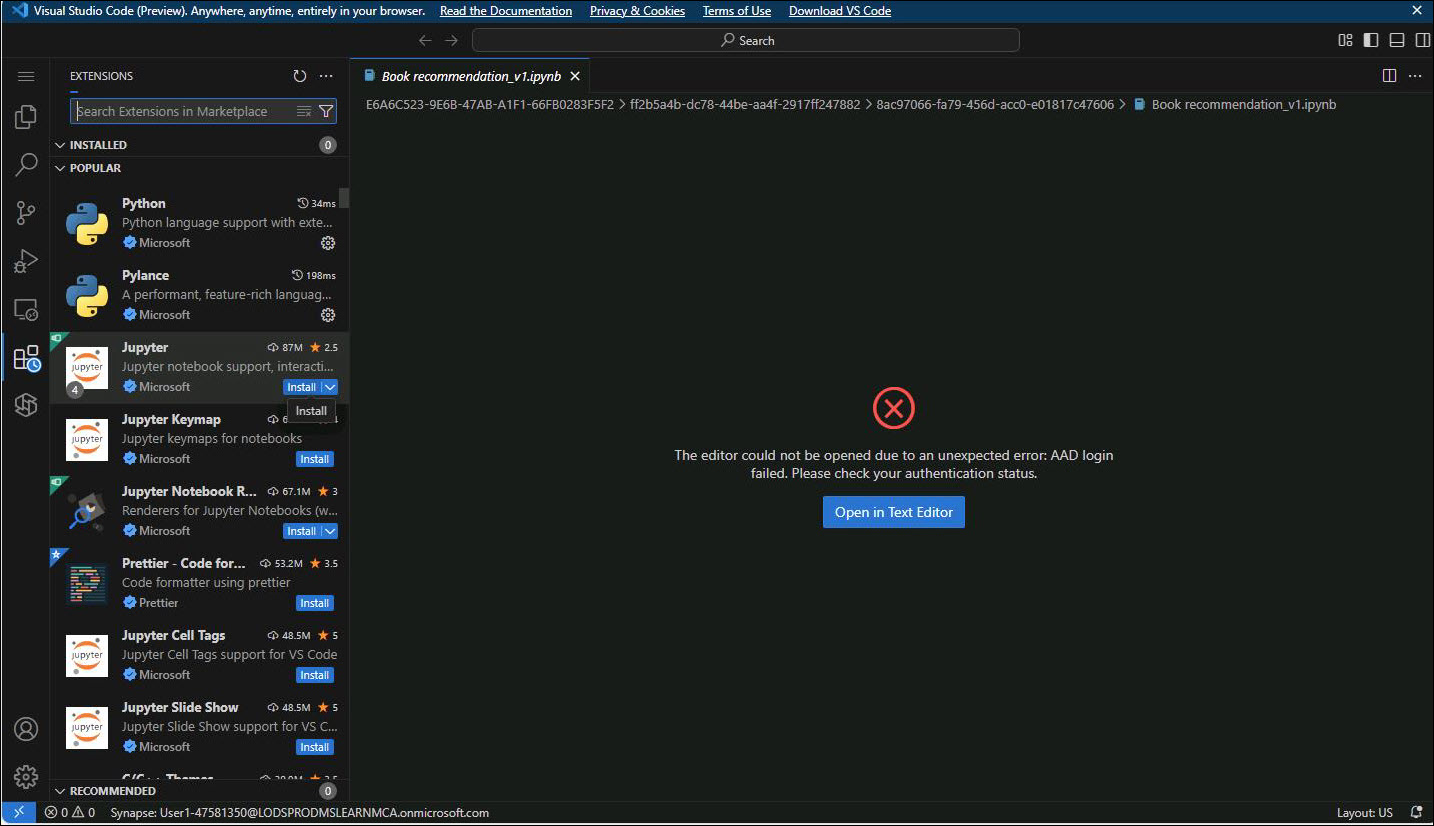 Visual Studio Code (Preview). Anywhere, anytime, entirely in your browser. Read the Documentation Privacy & Cookies Terms of Use Download VS Code
Search
EXTENSIONS
Search Extensions in Marketplace
INSTALLED 0
POPULAR
Python 34ms
Python language support with exte...
Microsoft
Pylance 198ms
A performant, feature-rich languag...
Microsoft
Jupyter 87M 2.5
Jupyter notebook support, interacti...
jupyter
4
Microsoft Install
Install
Jupyter Keymap
Jupyter keymaps for notebooks
jupyter
Microsoft Install
Jupyter Notebook R... 67.1M 3
Renderers for Jupyter Notebooks (w...
Microsoft Install
Prettier - Code for... 53.2M 3.5
Code formatter using prettier
Prettier Install
Jupyter Cell Tags 48.5M 5
Jupyter Cell Tags support for VS Code
jupyter
Microsoft Install
Jupyter Slide Show 48.5M 5
Jupyter Slide Show support for VS C...
jupyter
Microsoft Install
C/C++ Themes
RECOMMENDED 0
Book recommendation_v1.ipynb
E6A6C523-9E6B-47AB-A1F1-66FB0283F5F2 > ff2b5a4b-dc78-44be-aa4f-2917ff247882 > 8ac97066-fa79-456d-acc0-e01817c47606 > Book recommendation_v1.ipynb
The editor could not be opened due to an unexpected error: AAD login
failed. Please check your authentication status.
Open in Text Editor
0 0 Synapse: User1-47581350@LODSPRODMSLEARNMCA.onmicrosoft.com
Layout: US